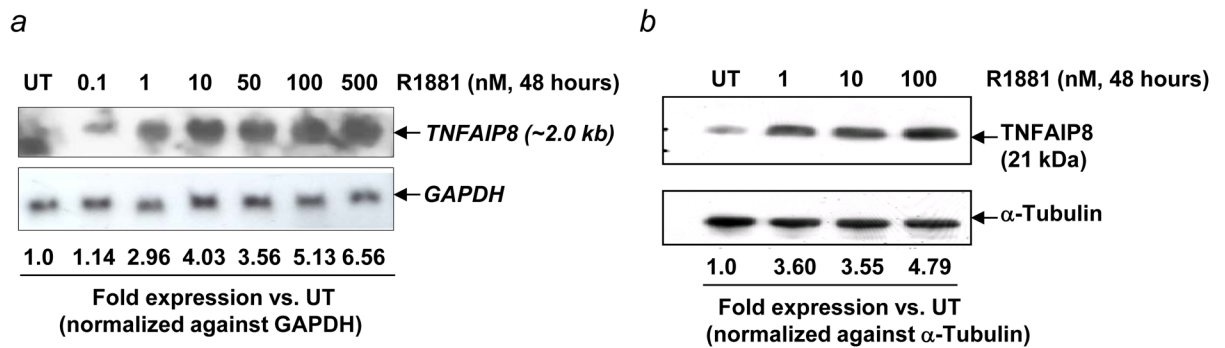 a
UT 0.1 1 10 50 100 500 R1881 (nM, 48 hours)
TNFAIP8 (~2.0 kb)
GAPDH
1.0 1.14 2.96 4.03 3.56 5.13 6.56
Fold expression vs. UT
(normalized against GAPDH)
b
UT 1 10 100 R1881 (nM, 48 hours)
TNFAIP8
(21 kDa)
α-Tubulin
1.0 3.60 3.55 4.79
Fold expression vs. UT
(normalized against α-Tubulin)